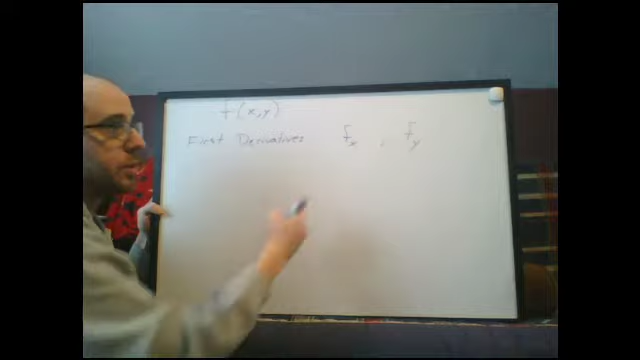 f(x,y)
First Derivatives f_x , f_y